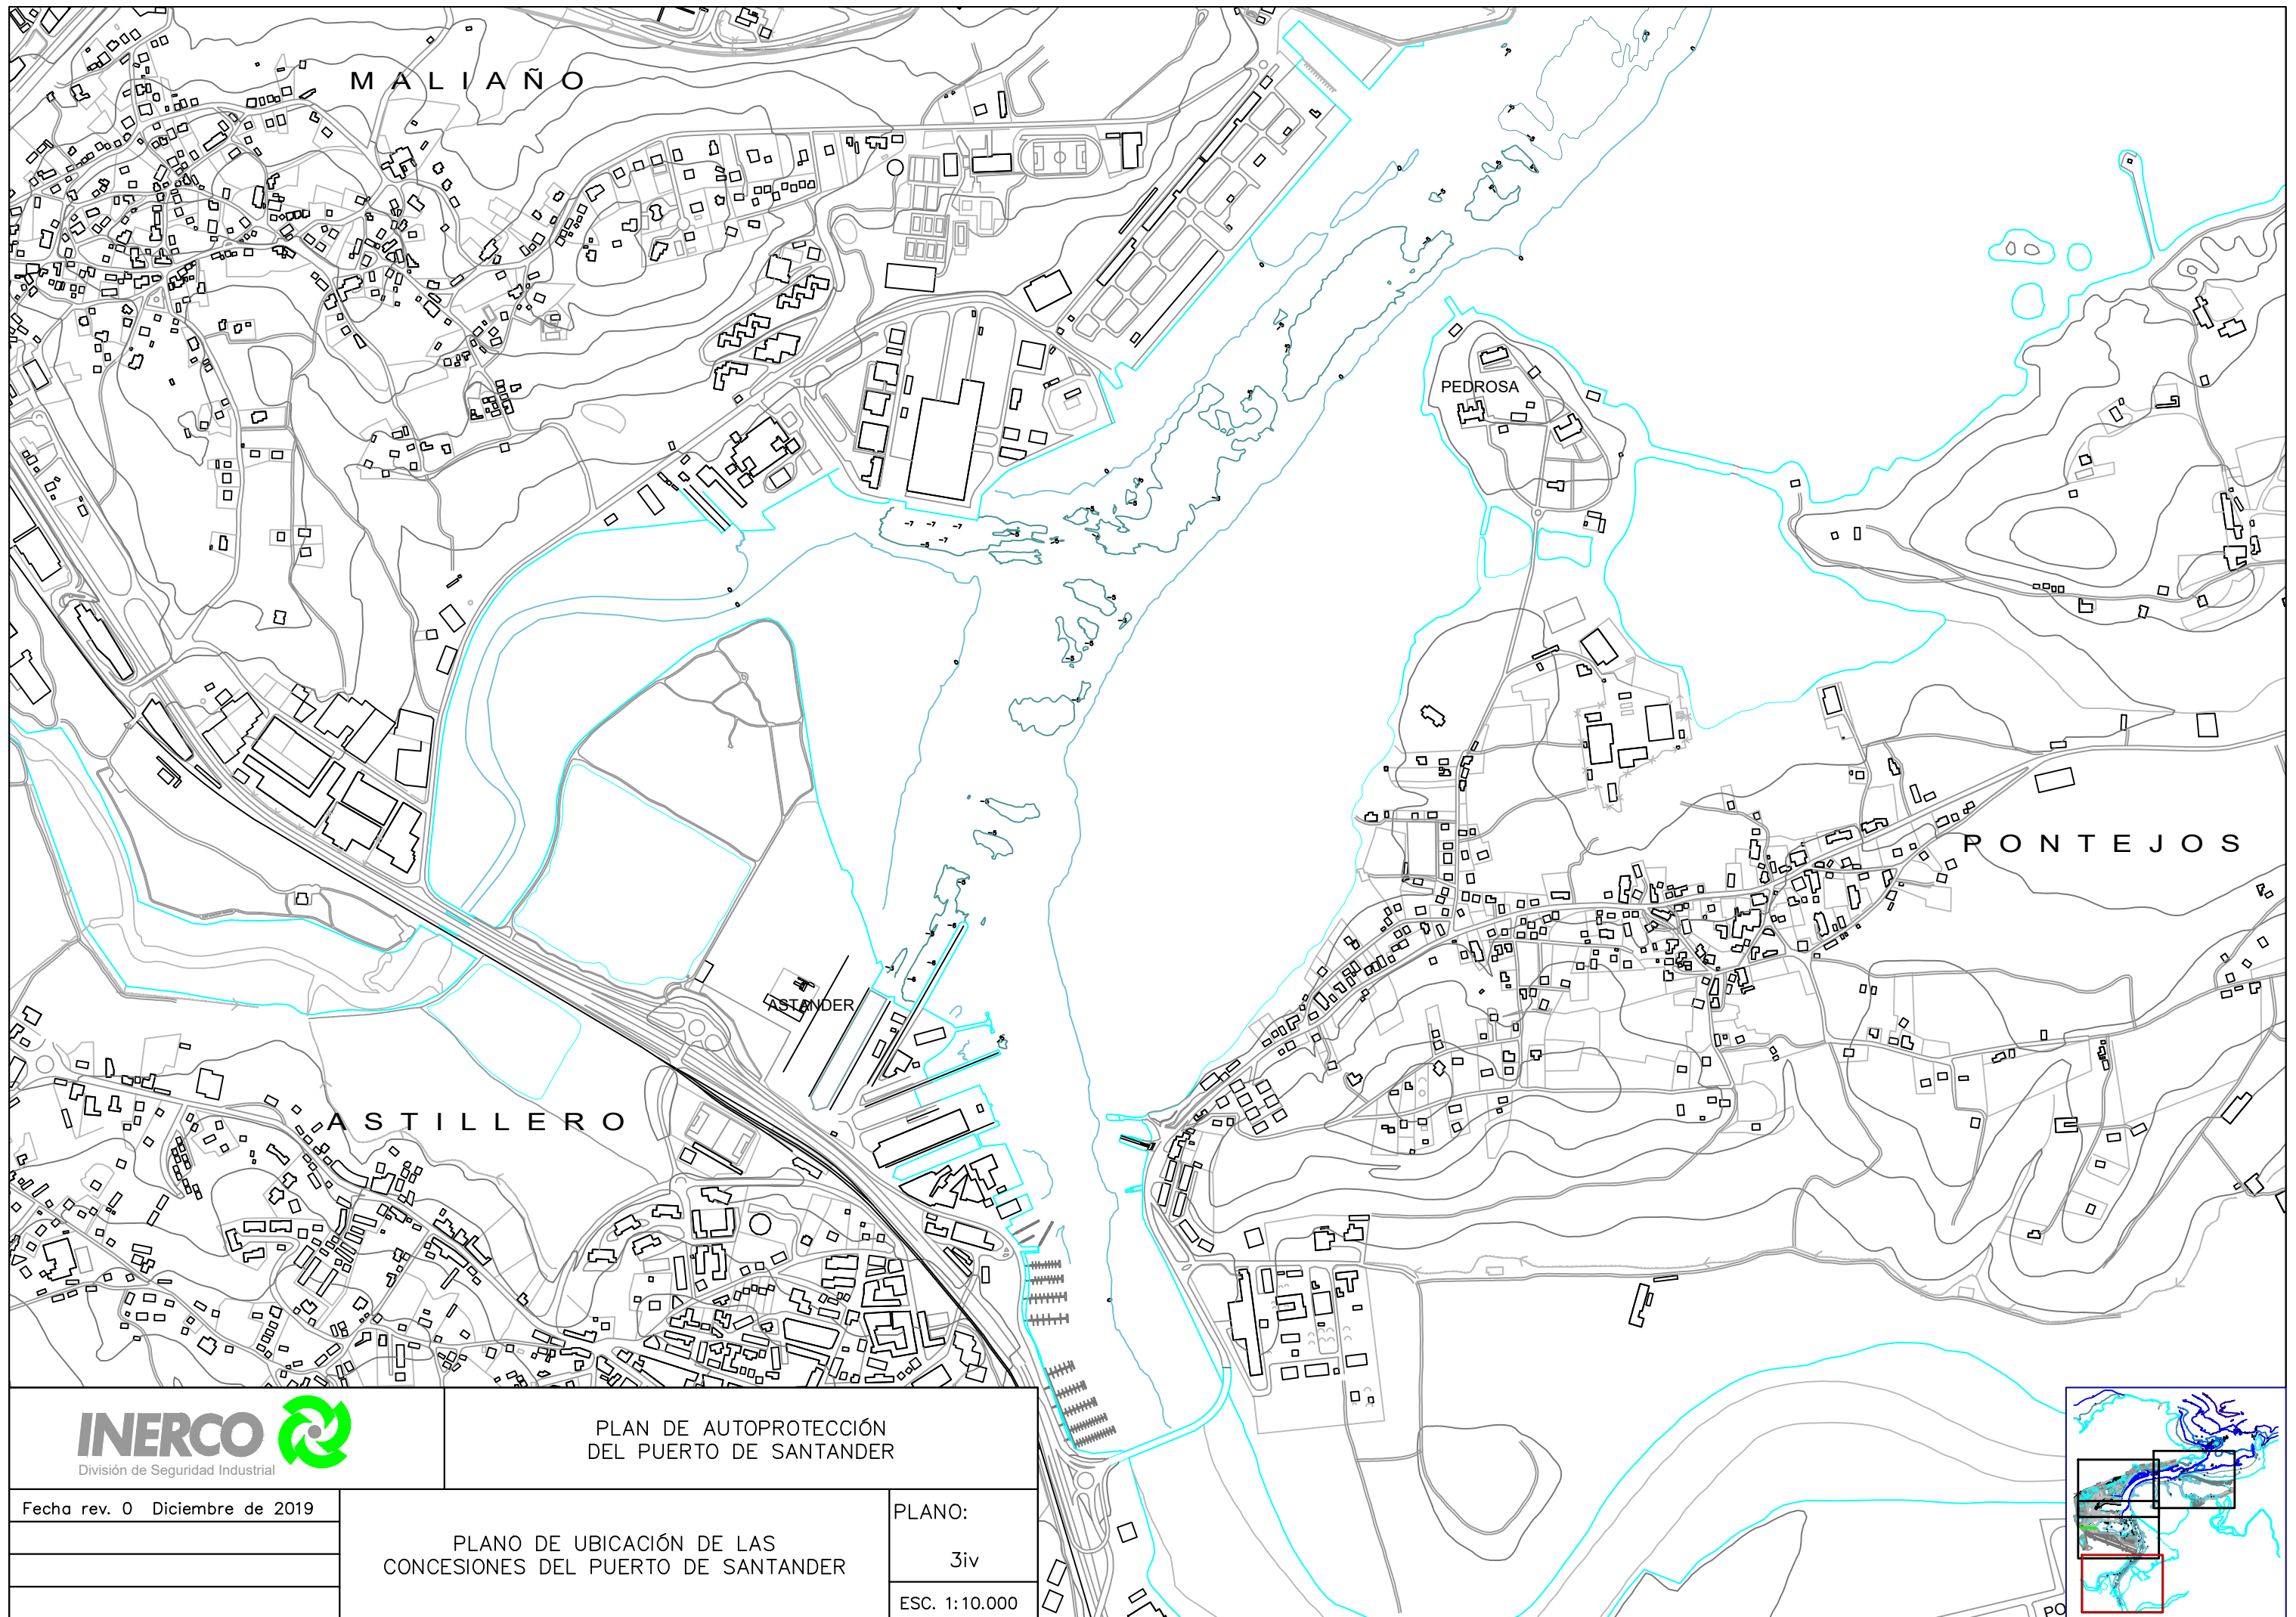 MALIAÑO
PEDROSA
PONTEJOS
ASTANDER
ASTILLERO
INERCO
División de Seguridad Industrial
PLAN DE AUTOPROTECCIÓN
DEL PUERTO DE SANTANDER
Fecha rev. 0 Diciembre de 2019
PLANO DE UBICACIÓN DE LAS
CONCESIONES DEL PUERTO DE SANTANDER
PLANO:
3iv
ESC. 1:10.000
PO